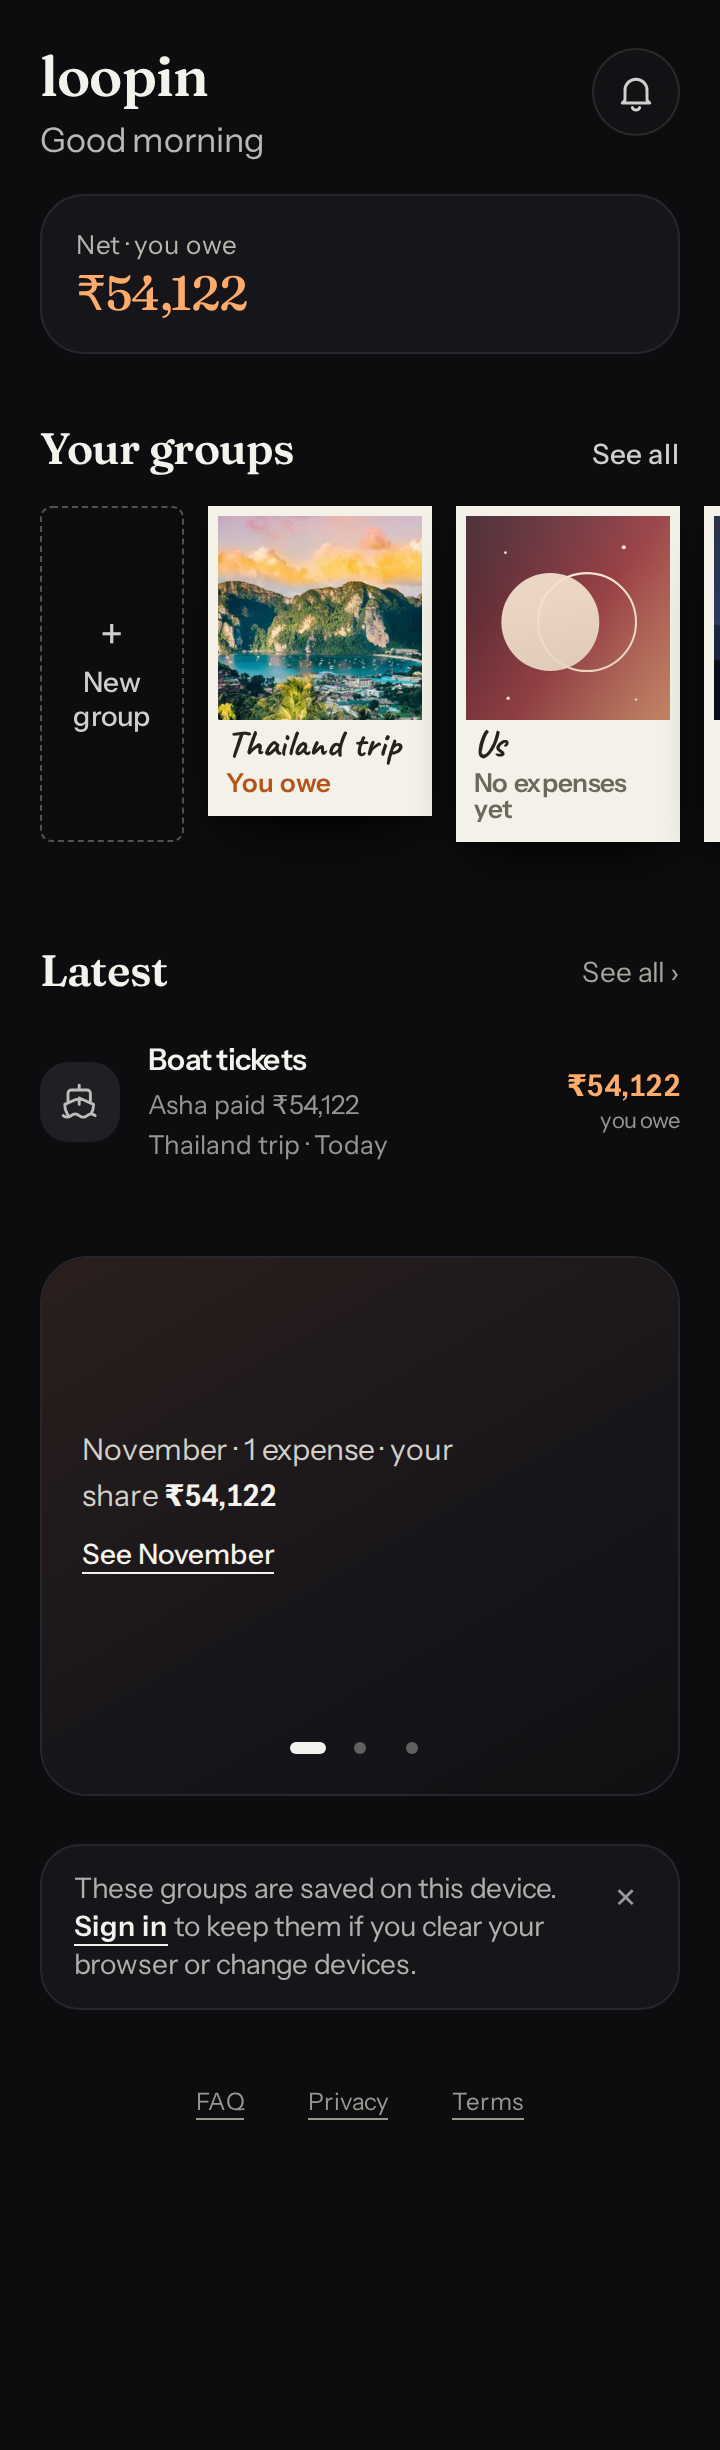 loopin
Good morning
Net · you owe
₹54,122
Your groups
See all
+
New
group
Thailand trip
You owe
Us
No expenses
yet
Latest
See all ›
Boat tickets
Asha paid ₹54,122
Thailand trip · Today
₹54,122
you owe
November · 1 expense · your
share ₹54,122
See November
These groups are saved on this device.
Sign in to keep them if you clear your
browser or change devices.
×
FAQ
Privacy
Terms